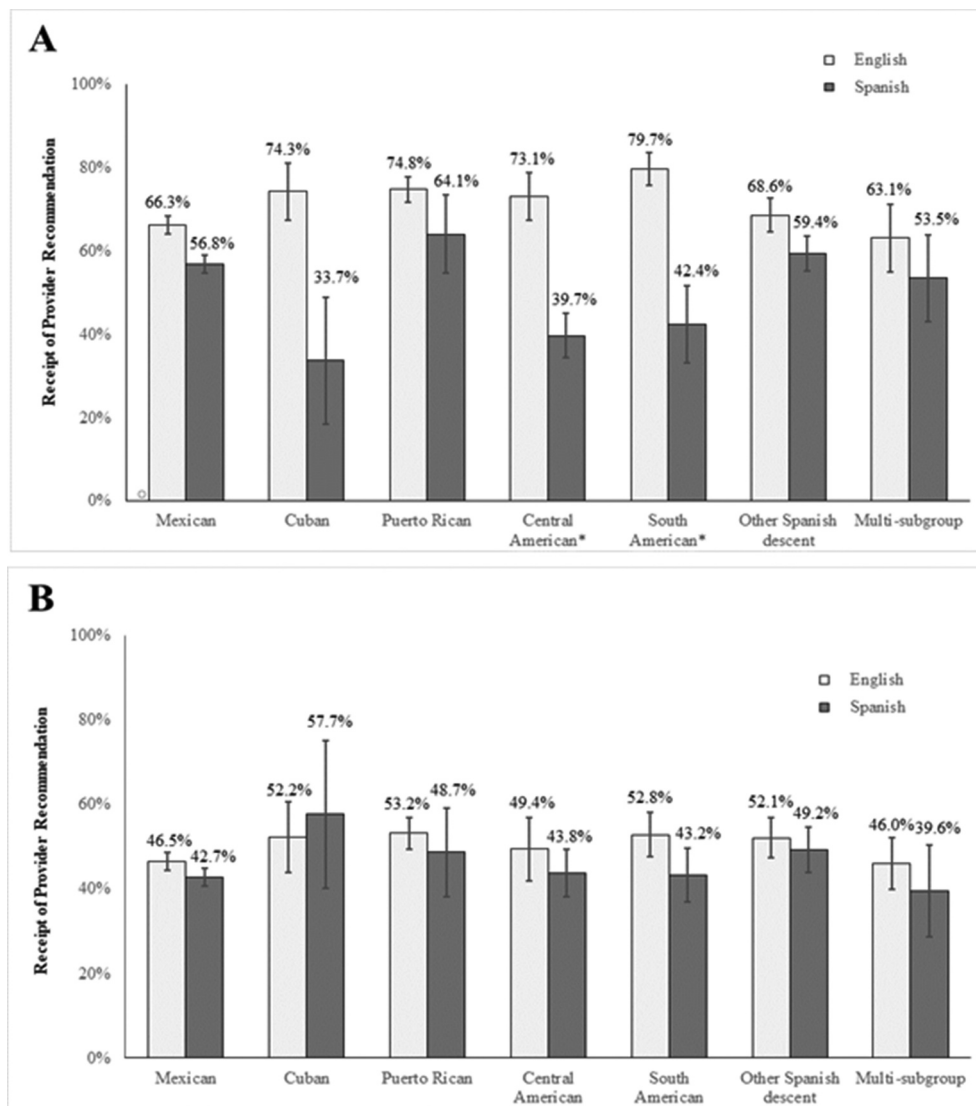 A
English
Spanish
Receipt of Provider Recommendation
100%
80%
60%
40%
20%
0%
66.3%
56.8%
74.3%
33.7%
74.8%
64.1%
73.1%
39.7%
79.7%
42.4%
68.6%
59.4%
63.1%
53.5%
Mexican
Cuban
Puerto Rican
Central
American*
South
American*
Other Spanish
descent
Multi-subgroup
B
English
Spanish
Receipt of Provider Recommendation
100%
80%
60%
40%
20%
0%
46.5%
42.7%
52.2%
57.7%
53.2%
48.7%
49.4%
43.8%
52.8%
43.2%
52.1%
49.2%
46.0%
39.6%
Mexican
Cuban
Puerto Rican
Central
American
South
American
Other Spanish
descent
Multi-subgroup